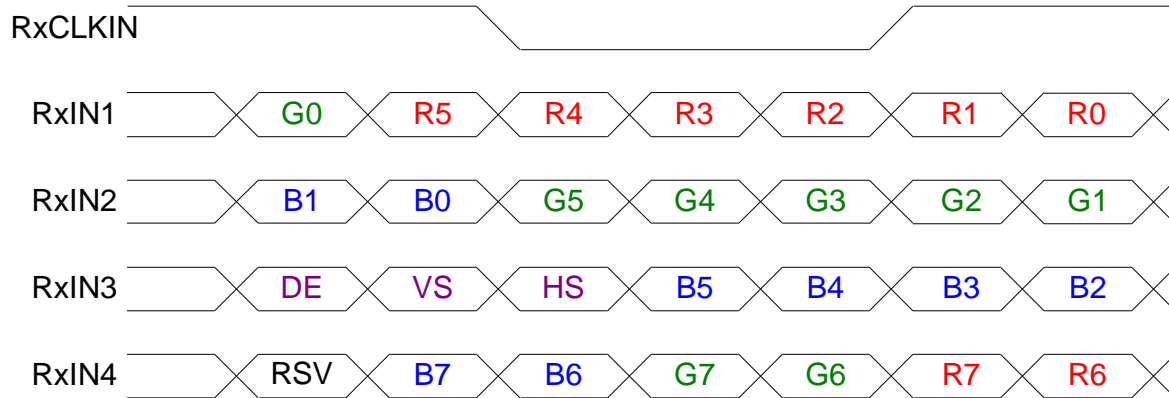 RxCLKIN
RxIN1 G0 R5 R4 R3 R2 R1 R0
RxIN2 B1 B0 G5 G4 G3 G2 G1
RxIN3 DE VS HS B5 B4 B3 B2
RxIN4 RSV B7 B6 G7 G6 R7 R6